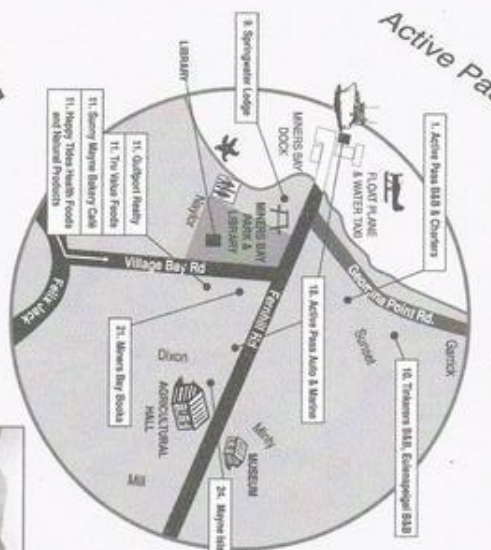 Active Pa
1. Active Pass B&B & Charters
9. Springwater Lodge
LIBRARY
MINERS BAY
DOCK
FLOAT PLANE
& WATER TAXI
Georgina Point Rd.
Garrick
Sunset
10. Tinkerers B&B, Eulenspeigel B&B
MINERS BAY
PARK &
LIBRARY
Naylor
18. Active Pass Auto & Marine
11. Gulfport Realty
11. Tru Value Foods
11. Sunny Mayne Bakery Café
11. Happy Tides Health Foods
and Natural Products
Village Bay Rd
Fernhill Rd
21. Miners Bay Books
Felix Jack
Dixon
AGRICULTURAL
HALL
Minty
MUSEUM
Mill
24. Mayne Isla